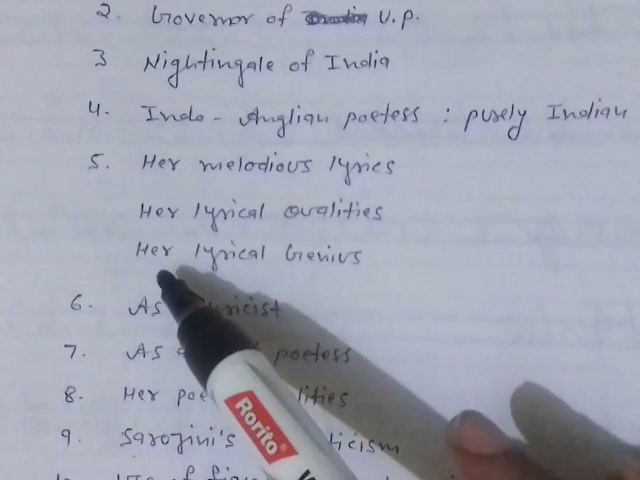 2. Governor of U.P.
3 Nightingale of India
4. Indo - Anglian poetess : purely Indian
5. Her melodious lyrics
Her lyrical Qualities
Her lyrical Genius
6. As
7. As poetess
8. Her
9. Sarojini's
Rorito